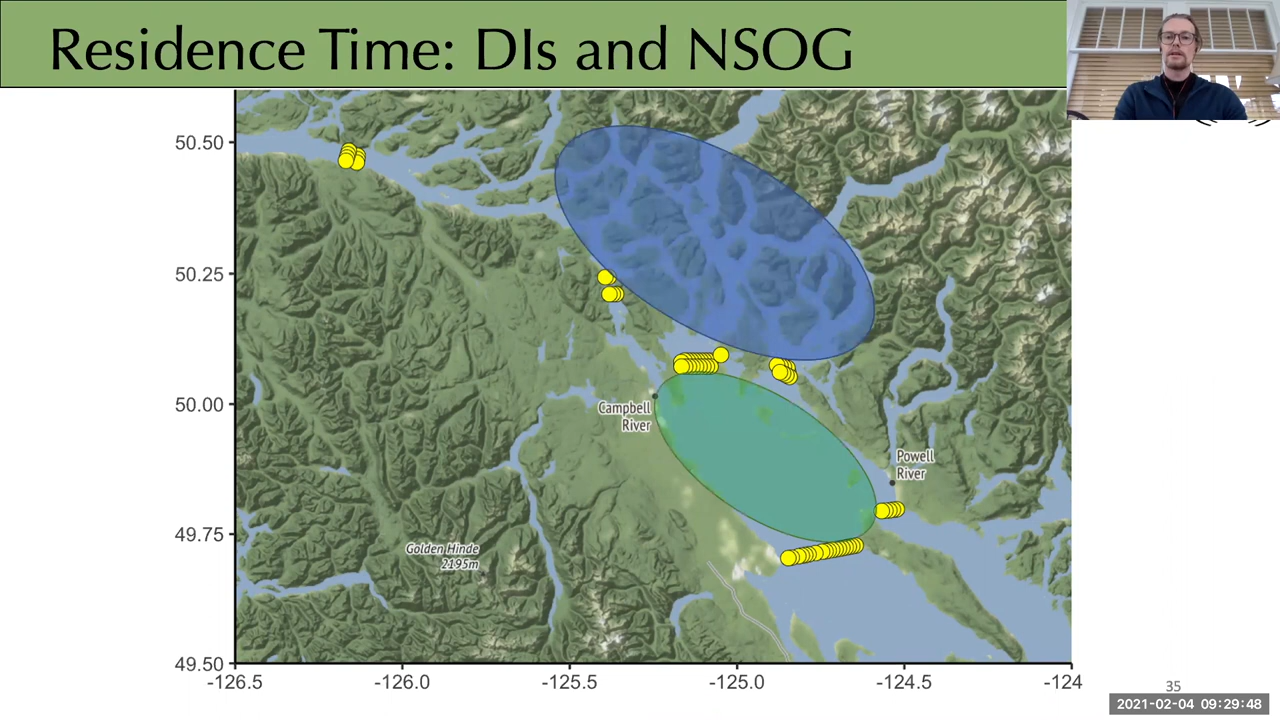 Residence Time: DIs and NSOG
50.50
50.25
50.00
49.75
49.50
Campbell
River
Powell
River
Golden Hinde
2195m
-126.5
-126.0
-125.5
-125.0
-124.5
-124
35
2021-02-04 09:29:48